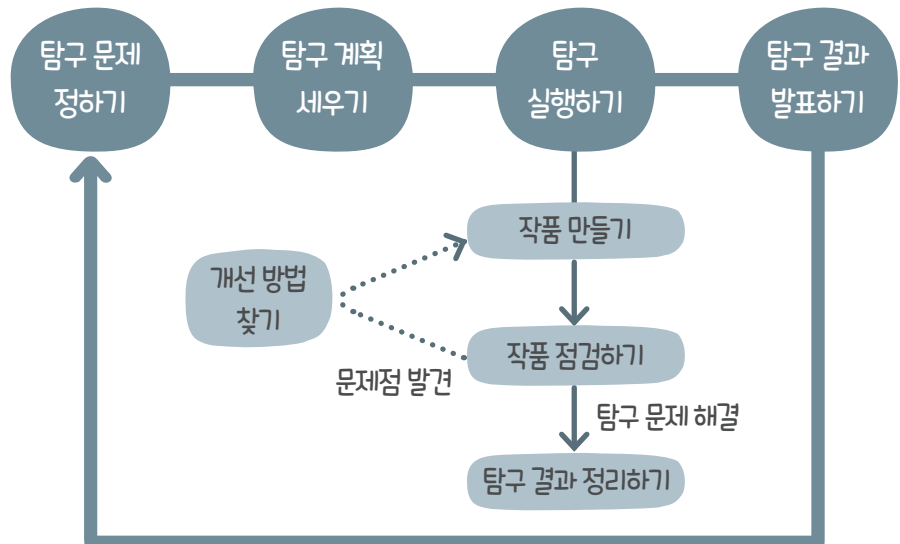 탐구 문제
정하기
탐구 계획
세우기
탐구
실행하기
탐구 결과
발표하기
작품 만들기
개선 방법
찾기
작품 점검하기
문제점 발견
탐구 문제 해결
탐구 결과 정리하기